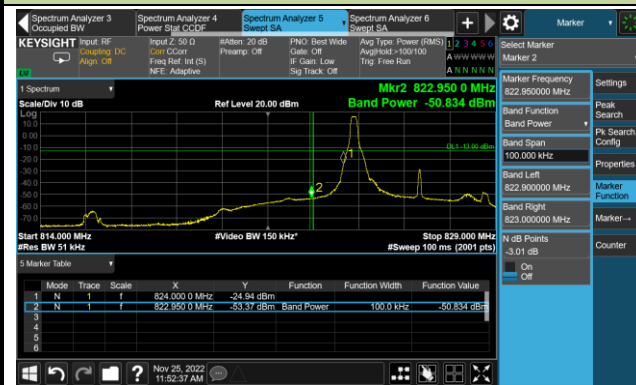 Spectrum Analyzer 3
Occupied BW
Spectrum Analyzer 4
Power Stat CCDF
Spectrum Analyzer 5
Swept SA
Spectrum Analyzer 6
Swept SA
Marker
KEYSIGHT
Input: RF
Coupling: DC
Align: Off
Input Z: 50 Ω
Corr CCorr
Freq Ref: Int (S)
NFE: Adaptive
#Atten: 20 dB
Preamp: Off
PNO: Best Wide
Gate: Off
IF Gain: Low
Sig Track: Off
Avg Type: Power (RMS)
Avg|Hold:>100/100
Trig: Free Run
1 2 3 4 5 6
A W W W W W
A N N N N N
LXI
Select Marker
Marker 2
1 Spectrum
Scale/Div 10 dB
Ref Level 20.00 dBm
Mkr2 822.950 0 MHz
Band Power -50.834 dBm
Log
10.0
0.00
-10.0
-20.0
-30.0
-40.0
-50.0
-60.0
-70.0
DL1 -13.00 dBm
1
2
Start 814.000 MHz
#Res BW 51 kHz
#Video BW 150 kHz*
Stop 829.000 MHz
#Sweep 100 ms (2001 pts)
Marker Frequency
822.950000 MHz
Band Function
Band Power
Band Span
100.000 kHz
Band Left
822.900000 MHz
Band Right
823.000000 MHz
N dB Points
-3.01 dB
On
Off
Settings
Peak
Search
Pk Search
Config
Properties
Marker
Function
Marker→
Counter
5 Marker Table
Mode Trace Scale X Y Function Function Width Function Value
1 N 1 f 824.000 0 MHz -24.94 dBm
2 N 1 f 822.950 0 MHz -53.37 dBm Band Power 100.0 kHz -50.834 dBm
3
4
5
6
?
Nov 25, 2022
11:52:37 AM